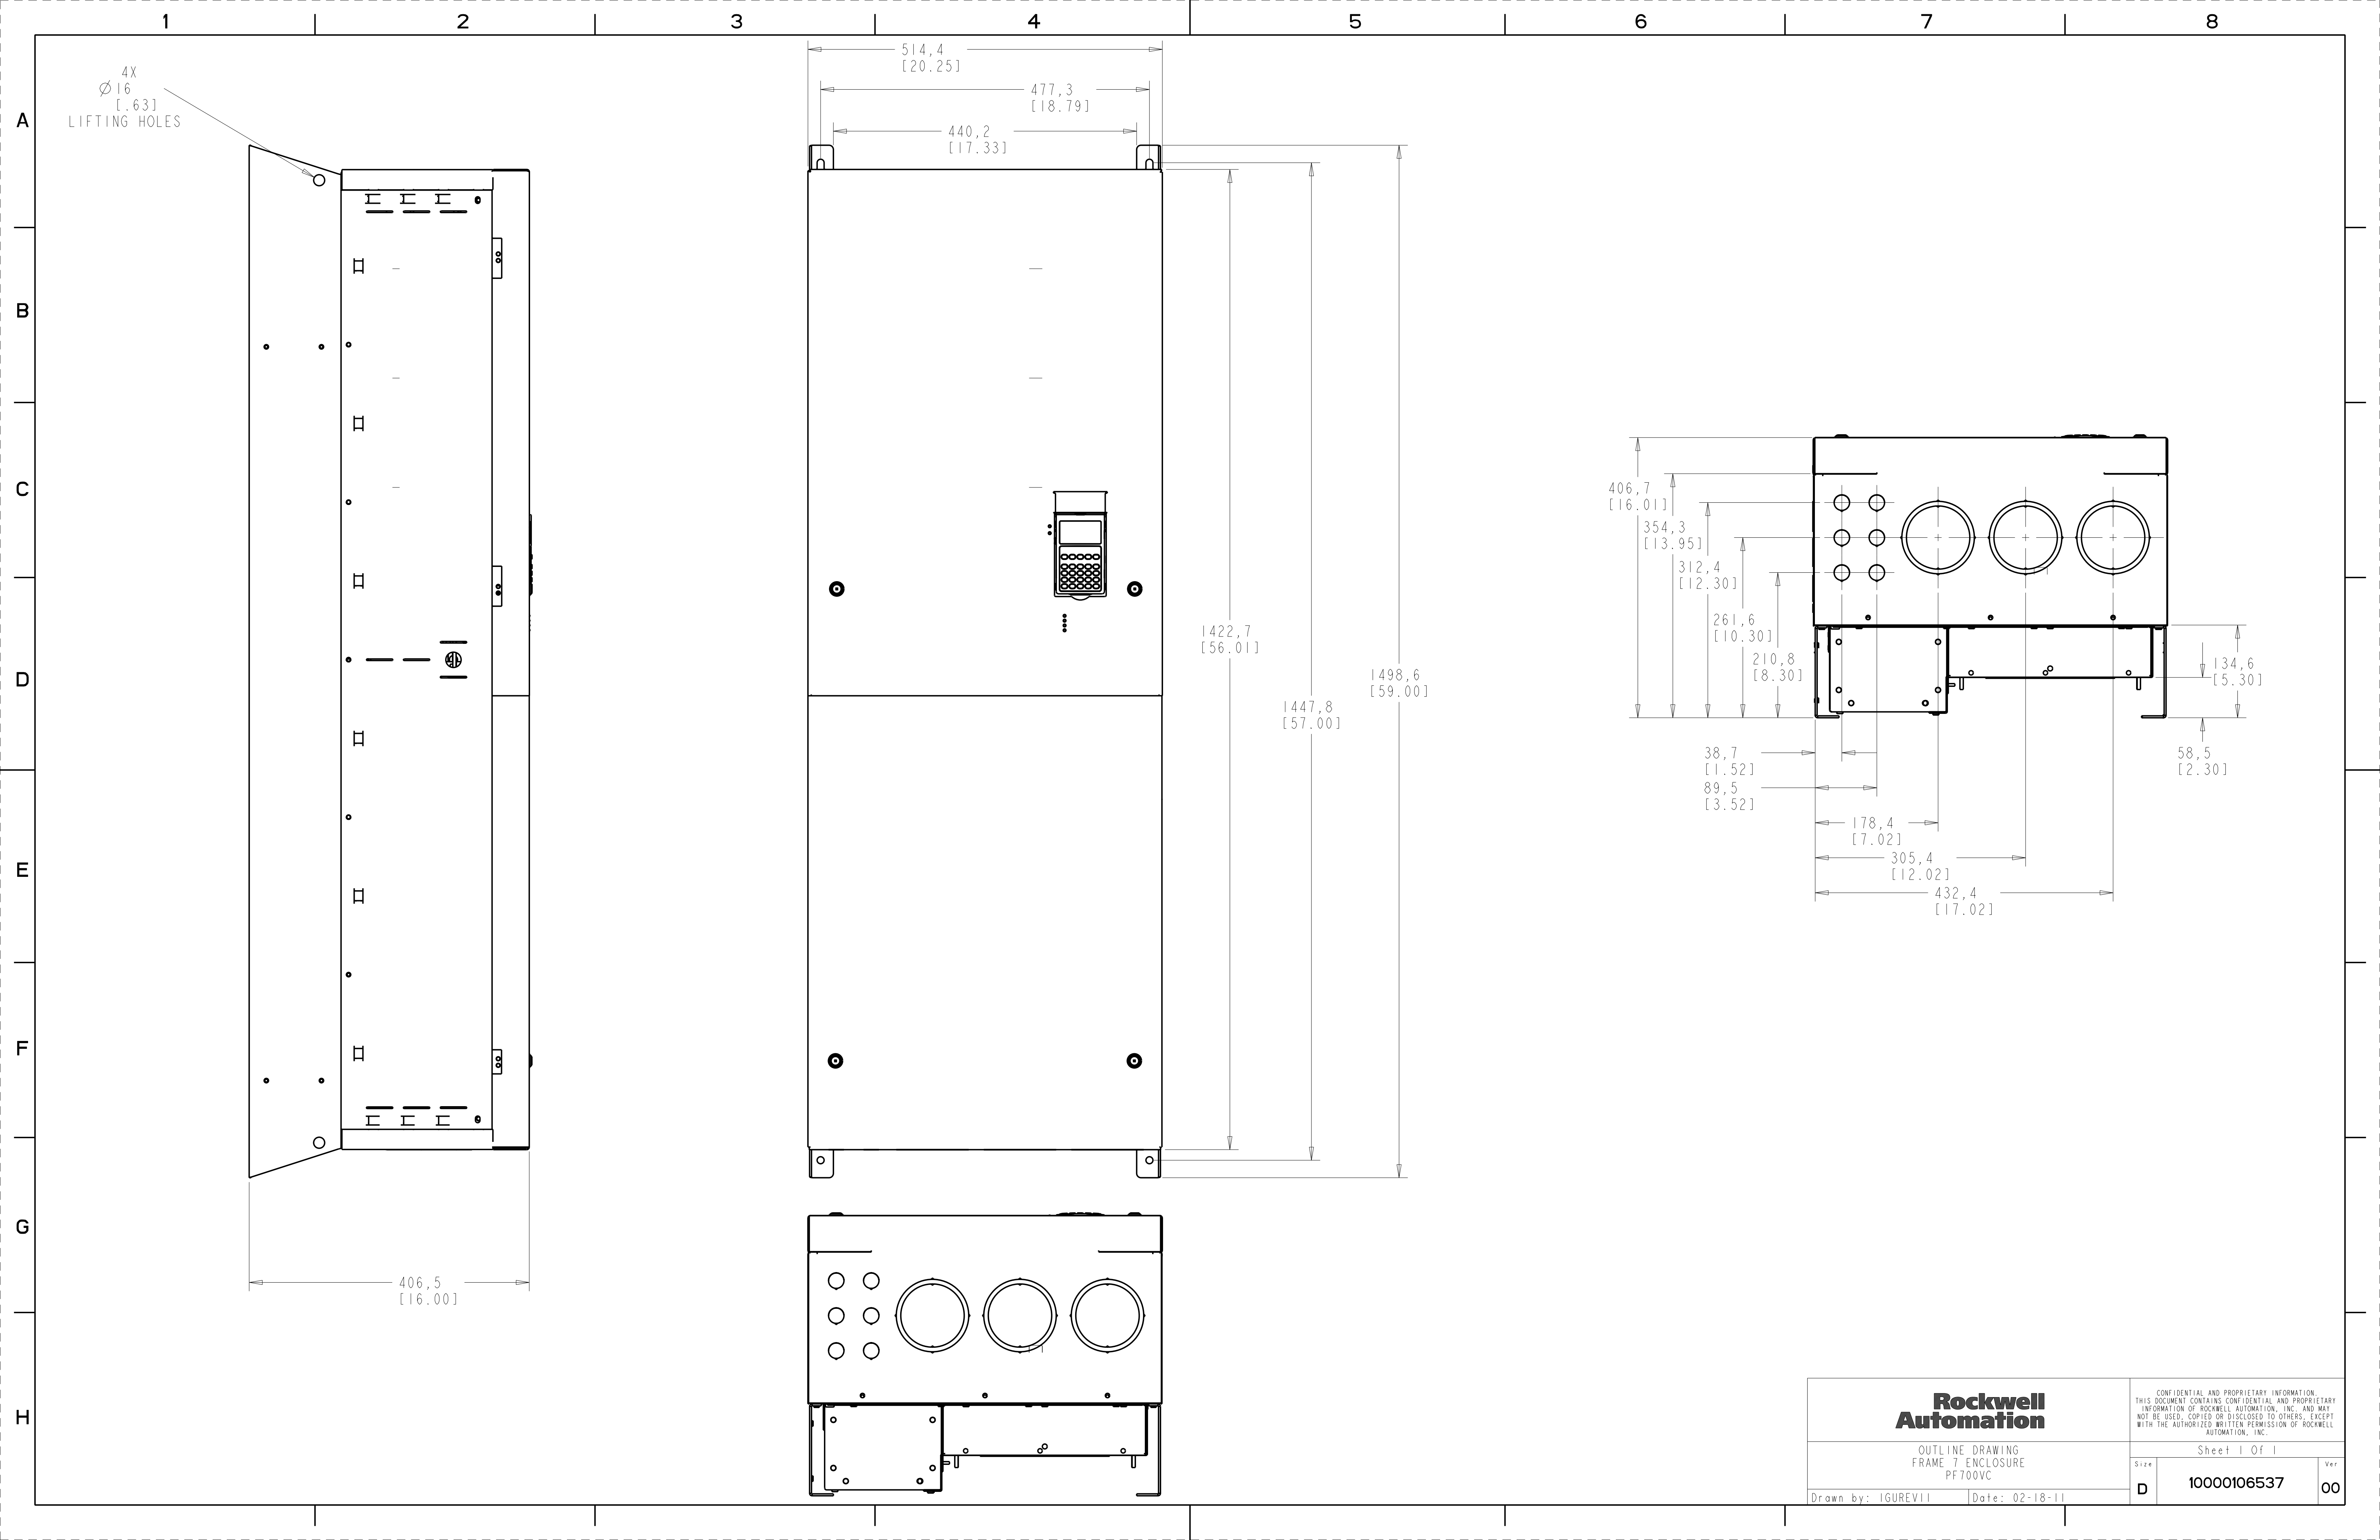 1 2 3 4 5 6 7 8
A
B
C
D
E
F
G
H
4X
Ø16
[.63]
LIFTING HOLES
406,5
[16.00]
514,4
[20.25]
477,3
[18.79]
440,2
[17.33]
1422,7
[56.01]
1447,8
[57.00]
1498,6
[59.00]
406,7
[16.01]
354,3
[13.95]
312,4
[12.30]
261,6
[10.30]
210,8
[8.30]
134,6
[5.30]
58,5
[2.30]
38,7
[1.52]
89,5
[3.52]
178,4
[7.02]
305,4
[12.02]
432,4
[17.02]
Rockwell
Automation
OUTLINE DRAWING
FRAME 7 ENCLOSURE
PF700VC
Drawn by: IGUREVI1
Date: 02-18-11
CONFIDENTIAL AND PROPRIETARY INFORMATION.
THIS DOCUMENT CONTAINS CONFIDENTIAL AND PROPRIETARY
INFORMATION OF ROCKWELL AUTOMATION, INC. AND MAY
NOT BE USED, COPIED OR DISCLOSED TO OTHERS, EXCEPT
WITH THE AUTHORIZED WRITTEN PERMISSION OF ROCKWELL
AUTOMATION, INC.
Sheet 1 Of 1
Size
D
10000106537
Ver
00